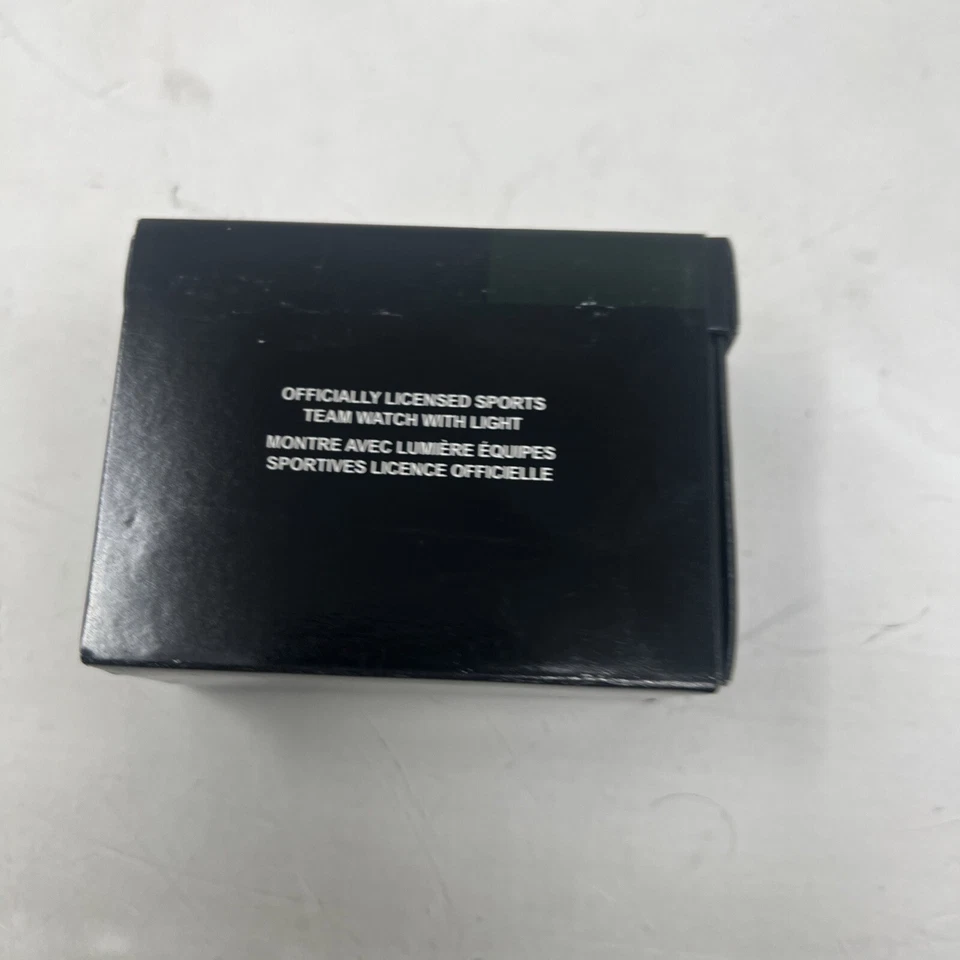 OFFICIALLY LICENSED SPORTS
TEAM WATCH WITH LIGHT
MONTRE AVEC LUMIÈRE ÉQUIPES
SPORTIVES LICENCE OFFICIELLE